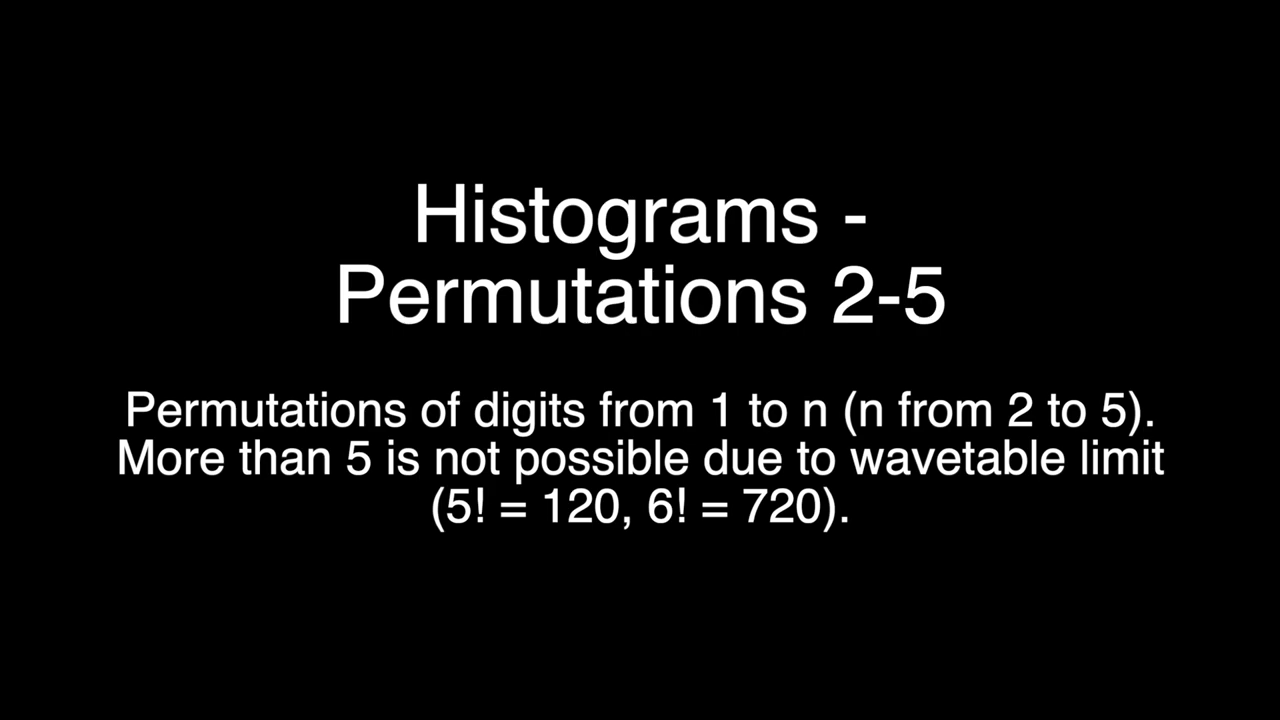 Histograms -
Permutations 2-5
Permutations of digits from 1 to n (n from 2 to 5).
More than 5 is not possible due to wavetable limit
(5! = 120, 6! = 720).